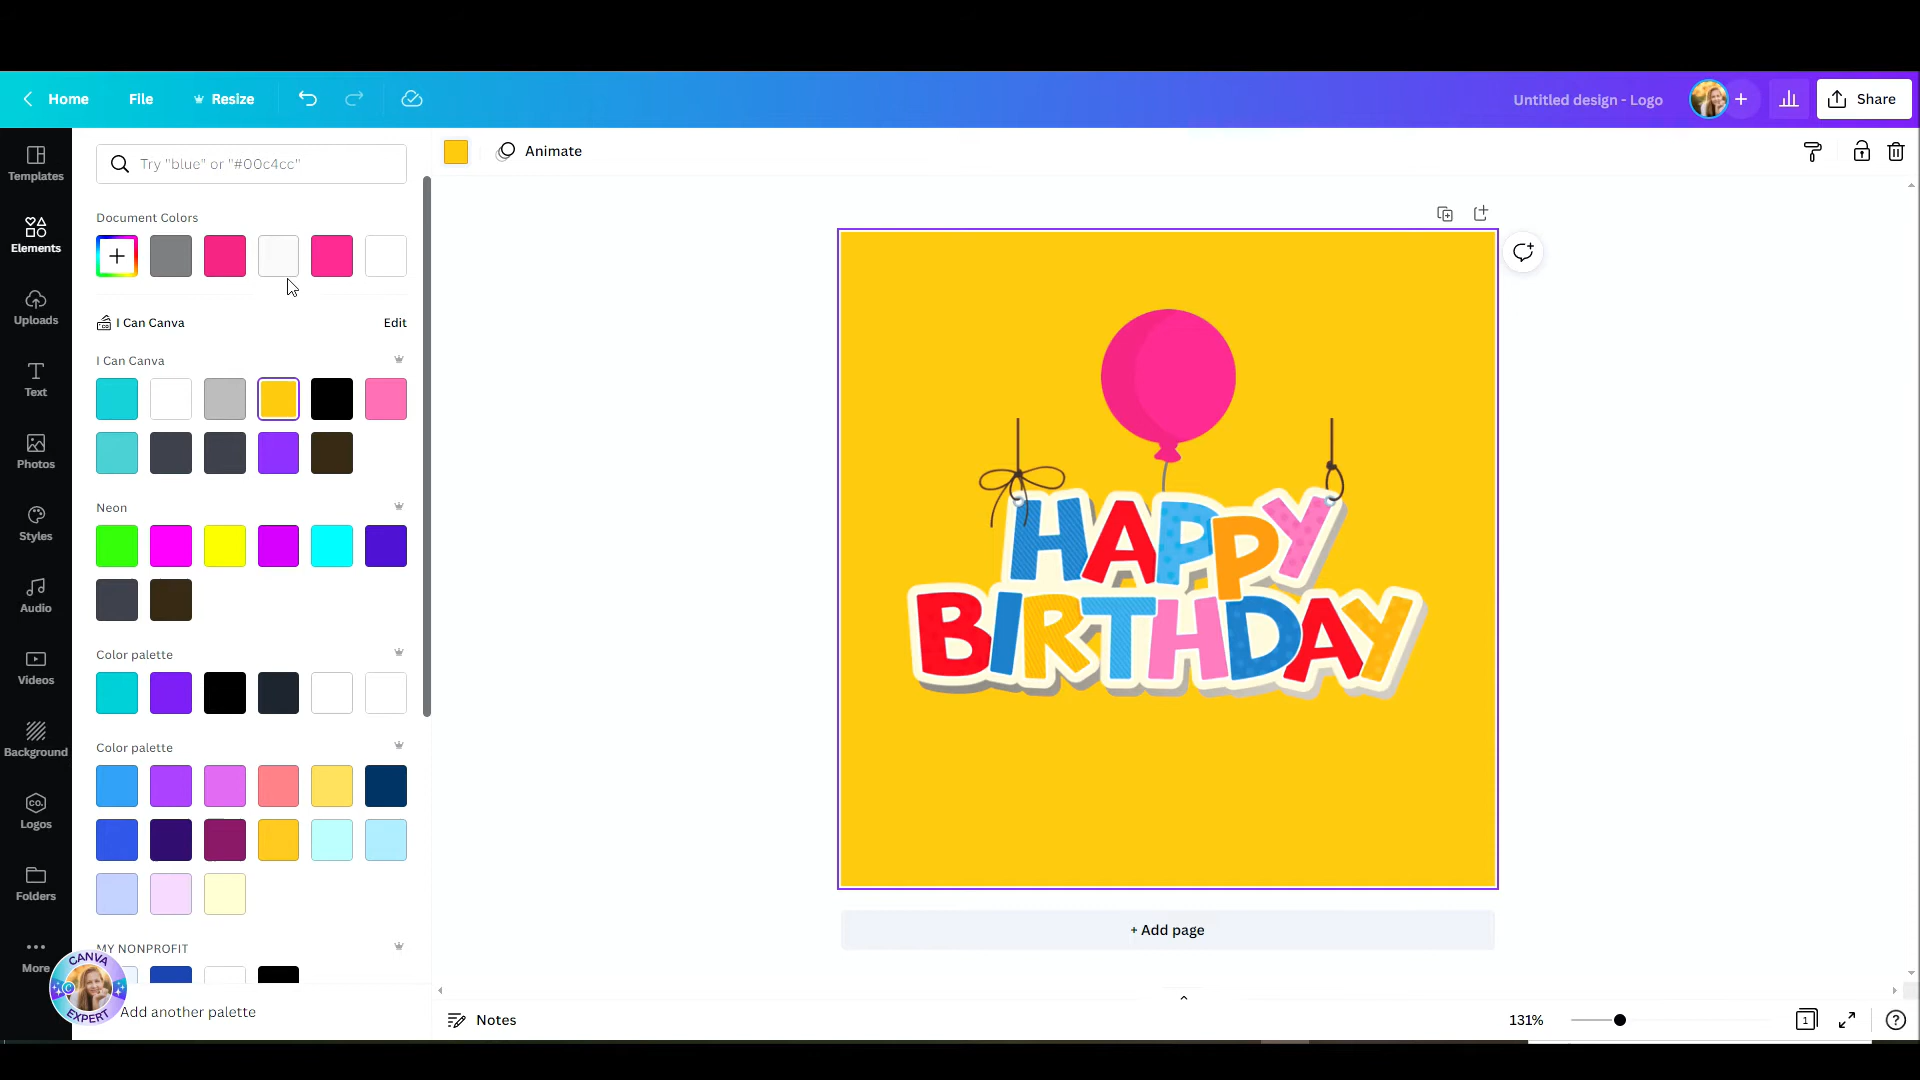 Home
File
Resize
Untitled design - Logo
Share
Templates
Elements
Uploads
Text
Photos
Styles
Audio
Videos
Background
CO.
Logos
Folders
More
Try "blue" or "#00c4cc"
Document Colors
I Can Canva
Edit
I Can Canva
Neon
Color palette
Color palette
MY NONPROFIT
Add another palette
CANVA
EXPERT
Animate
HAPPY
BIRTHDAY
+ Add page
Notes
131%
1